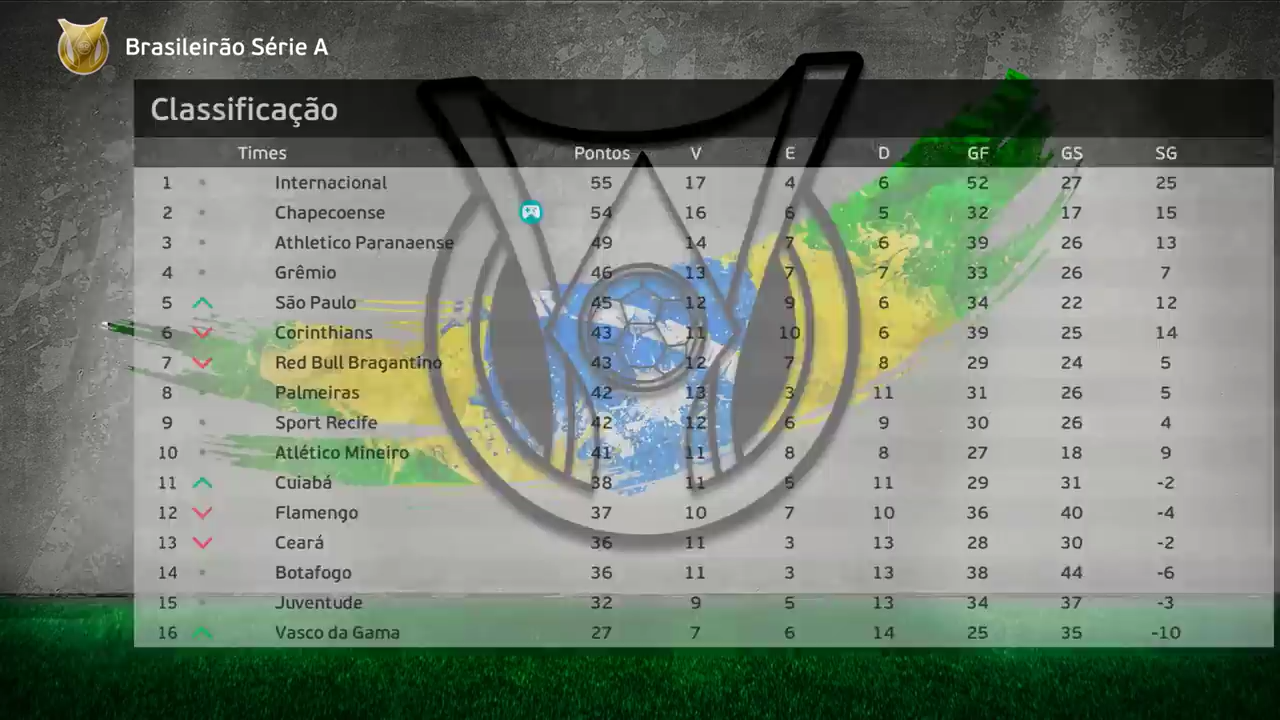 Brasileirão Série A
Classificação
Times Pontos V E D GF GS SG
1 Internacional 55 17 4 6 52 27 25
2 Chapecoense 54 16 6 5 32 17 15
3 Athletico Paranaense 49 14 7 6 39 26 13
4 Grêmio 46 13 7 7 33 26 7
5 São Paulo 45 12 9 6 34 22 12
6 Corinthians 43 11 10 6 39 25 14
7 Red Bull Bragantino 43 12 7 8 29 24 5
8 Palmeiras 42 13 3 11 31 26 5
9 Sport Recife 42 12 6 9 30 26 4
10 Atlético Mineiro 41 11 8 8 27 18 9
11 Cuiabá 38 11 5 11 29 31 -2
12 Flamengo 37 10 7 10 36 40 -4
13 Ceará 36 11 3 13 28 30 -2
14 Botafogo 36 11 3 13 38 44 -6
15 Juventude 32 9 5 13 34 37 -3
16 Vasco da Gama 27 7 6 14 25 35 -10